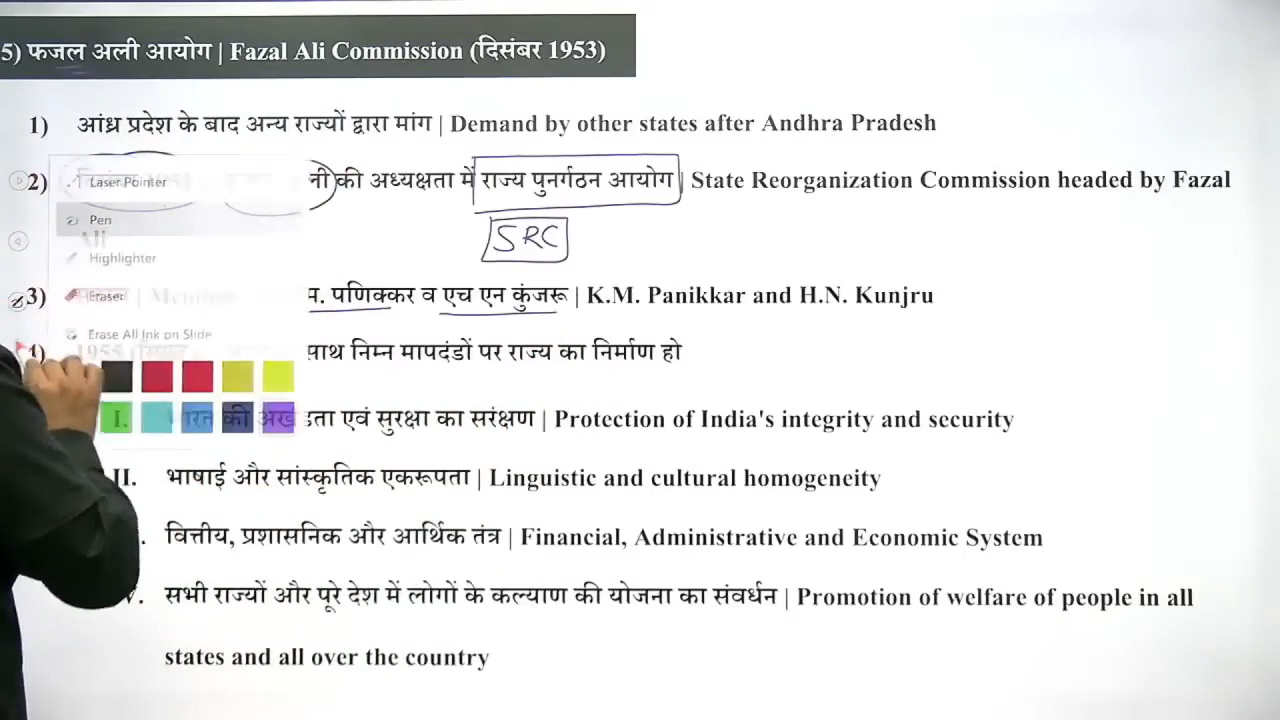 5) फजल अली आयोग | Fazal Ali Commission (दिसंबर 1953)
1) आंध्र प्रदेश के बाद अन्य राज्यों द्वारा मांग | Demand by other states after Andhra Pradesh
2) की अध्यक्षता में राज्य पुनर्गठन आयोग | State Reorganization Commission headed by Fazal
Laser Pointer
Pen
Ali
SRC
Highlighter
3) पणिक्कर व एच एन कुंजरू | K.M. Panikkar and H.N. Kunjru
Eraser
Erase All Ink on Slide
1955 साथ निम्न मापदंडों पर राज्य का निर्माण हो
I. भारत की अखंडता एवं सुरक्षा का सरंक्षण | Protection of India's integrity and security
II. भाषाई और सांस्कृतिक एकरूपता | Linguistic and cultural homogeneity
वित्तीय, प्रशासनिक और आर्थिक तंत्र | Financial, Administrative and Economic System
सभी राज्यों और पूरे देश में लोगों के कल्याण की योजना का संवर्धन | Promotion of welfare of people in all
states and all over the country